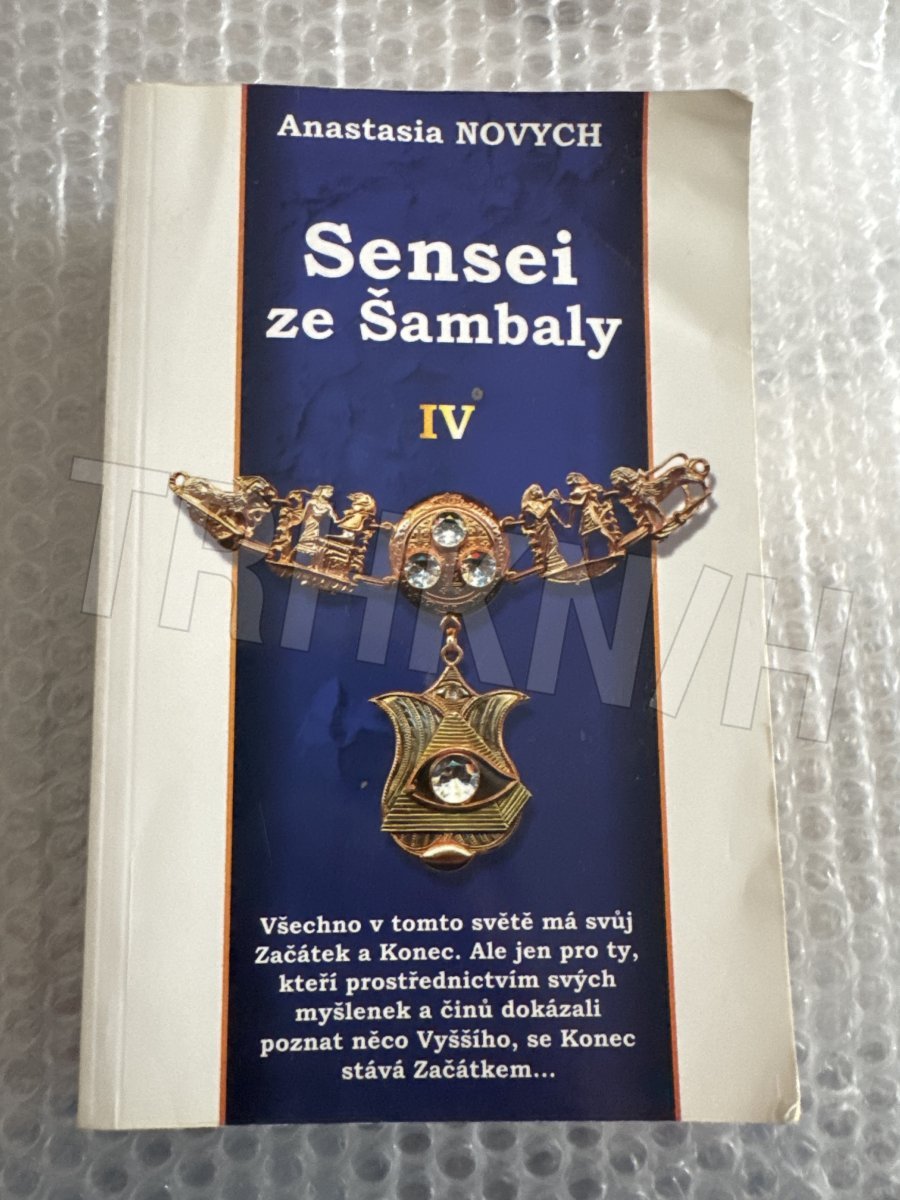 Anastasia NOVYCH
Sensei
ze Šambaly
IV
TRHKN/H
Všechno v tomto světě má svůj
Začátek a Konec. Ale jen pro ty,
kteří prostřednictvím svých
myšlenek a činů dokázali
poznat něco Vyššího, se Konec
stává Začátkem...